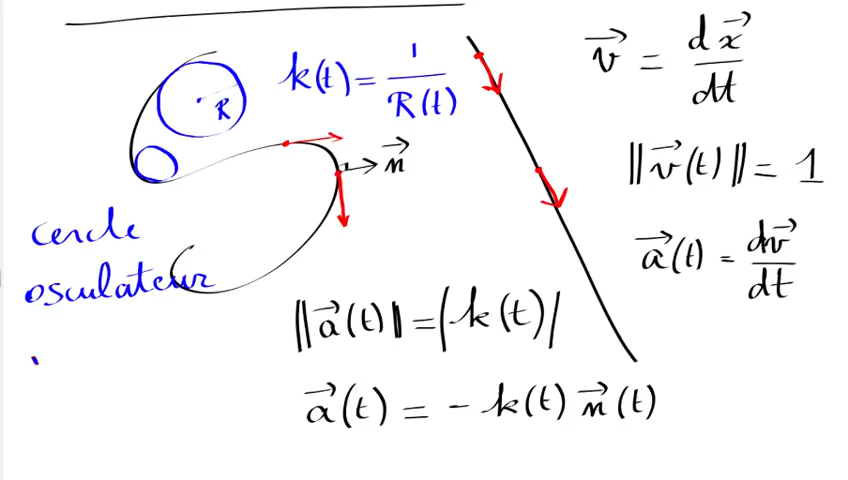 k(t) = 1/R(t)
R
n⃗
cercle
osculateur
v⃗ = dx⃗/dt
‖v⃗(t)‖ = 1
a⃗(t) = dv⃗/dt
‖a⃗(t)‖ = |k(t)|
a⃗(t) = - k(t) n⃗(t)